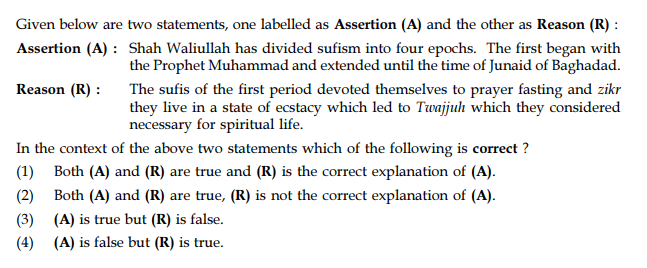 Given below are two statements, one labelled as Assertion (A) and the other as Reason (R) :
Assertion (A) : Shah Waliullah has divided sufism into four epochs. The first began with
the Prophet Muhammad and extended until the time of Junaid of Baghadad.
Reason (R) : The sufis of the first period devoted themselves to prayer fasting and zikr
they live in a state of ecstacy which led to Twajjuh which they considered
necessary for spiritual life.
In the context of the above two statements which of the following is correct ?
(1) Both (A) and (R) are true and (R) is the correct explanation of (A).
(2) Both (A) and (R) are true, (R) is not the correct explanation of (A).
(3) (A) is true but (R) is false.
(4) (A) is false but (R) is true.